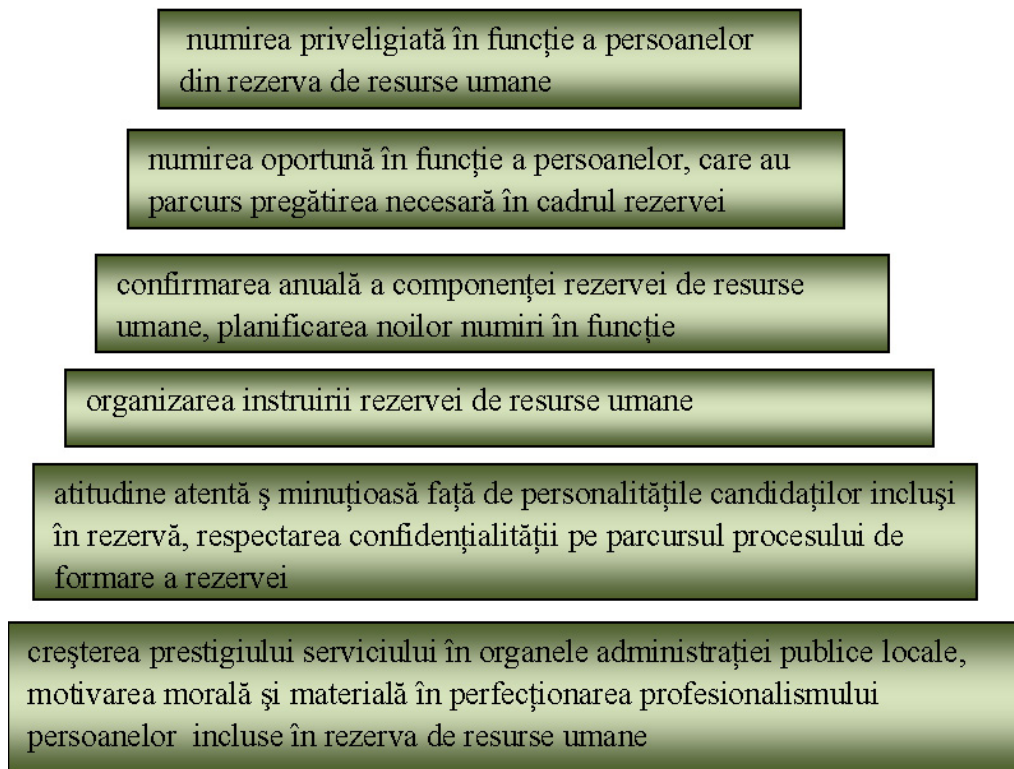 numirea priveligiată în funcție a persoanelor
din rezerva de resurse umane
numirea oportună în funcție a persoanelor, care au
parcurs pregătirea necesară în cadrul rezervei
confirmarea anuală a componenței rezervei de resurse
umane, planificarea noilor numiri în funcție
organizarea instruirii rezervei de resurse umane
atitudine atentă ş minuțioasă față de personalitățile candidaților incluşi
în rezervă, respectarea confidențialității pe parcursul procesului de
formare a rezervei
creşterea prestigiului serviciului în organele administrației publice locale,
motivarea morală şi materială în perfecționarea profesionalismului
persoanelor incluse în rezerva de resurse umane